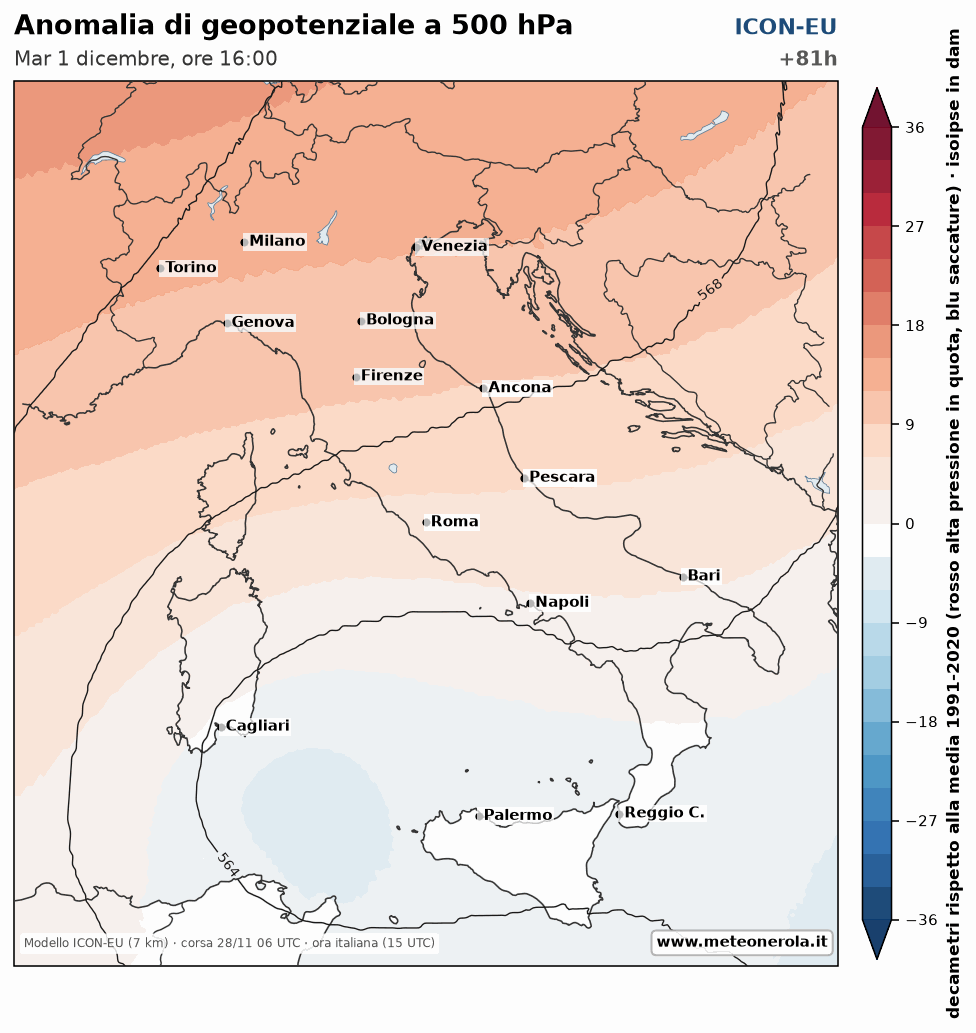 Anomalia di geopotenziale a 500 hPa
ICON-EU
Mar 1 dicembre, ore 16:00
+81h
Milano
Venezia
Torino
568
Genova
Bologna
Firenze
Ancona
Pescara
Roma
Bari
Napoli
Cagliari
Palermo
Reggio C.
564
Modello ICON-EU (7 km) · corsa 28/11 06 UTC · ora italiana (15 UTC)
www.meteonerola.it
36
27
18
9
0
−9
−18
−27
−36
decametri rispetto alla media 1991-2020 (rosso alta pressione in quota, blu saccature) · isoipse in dam